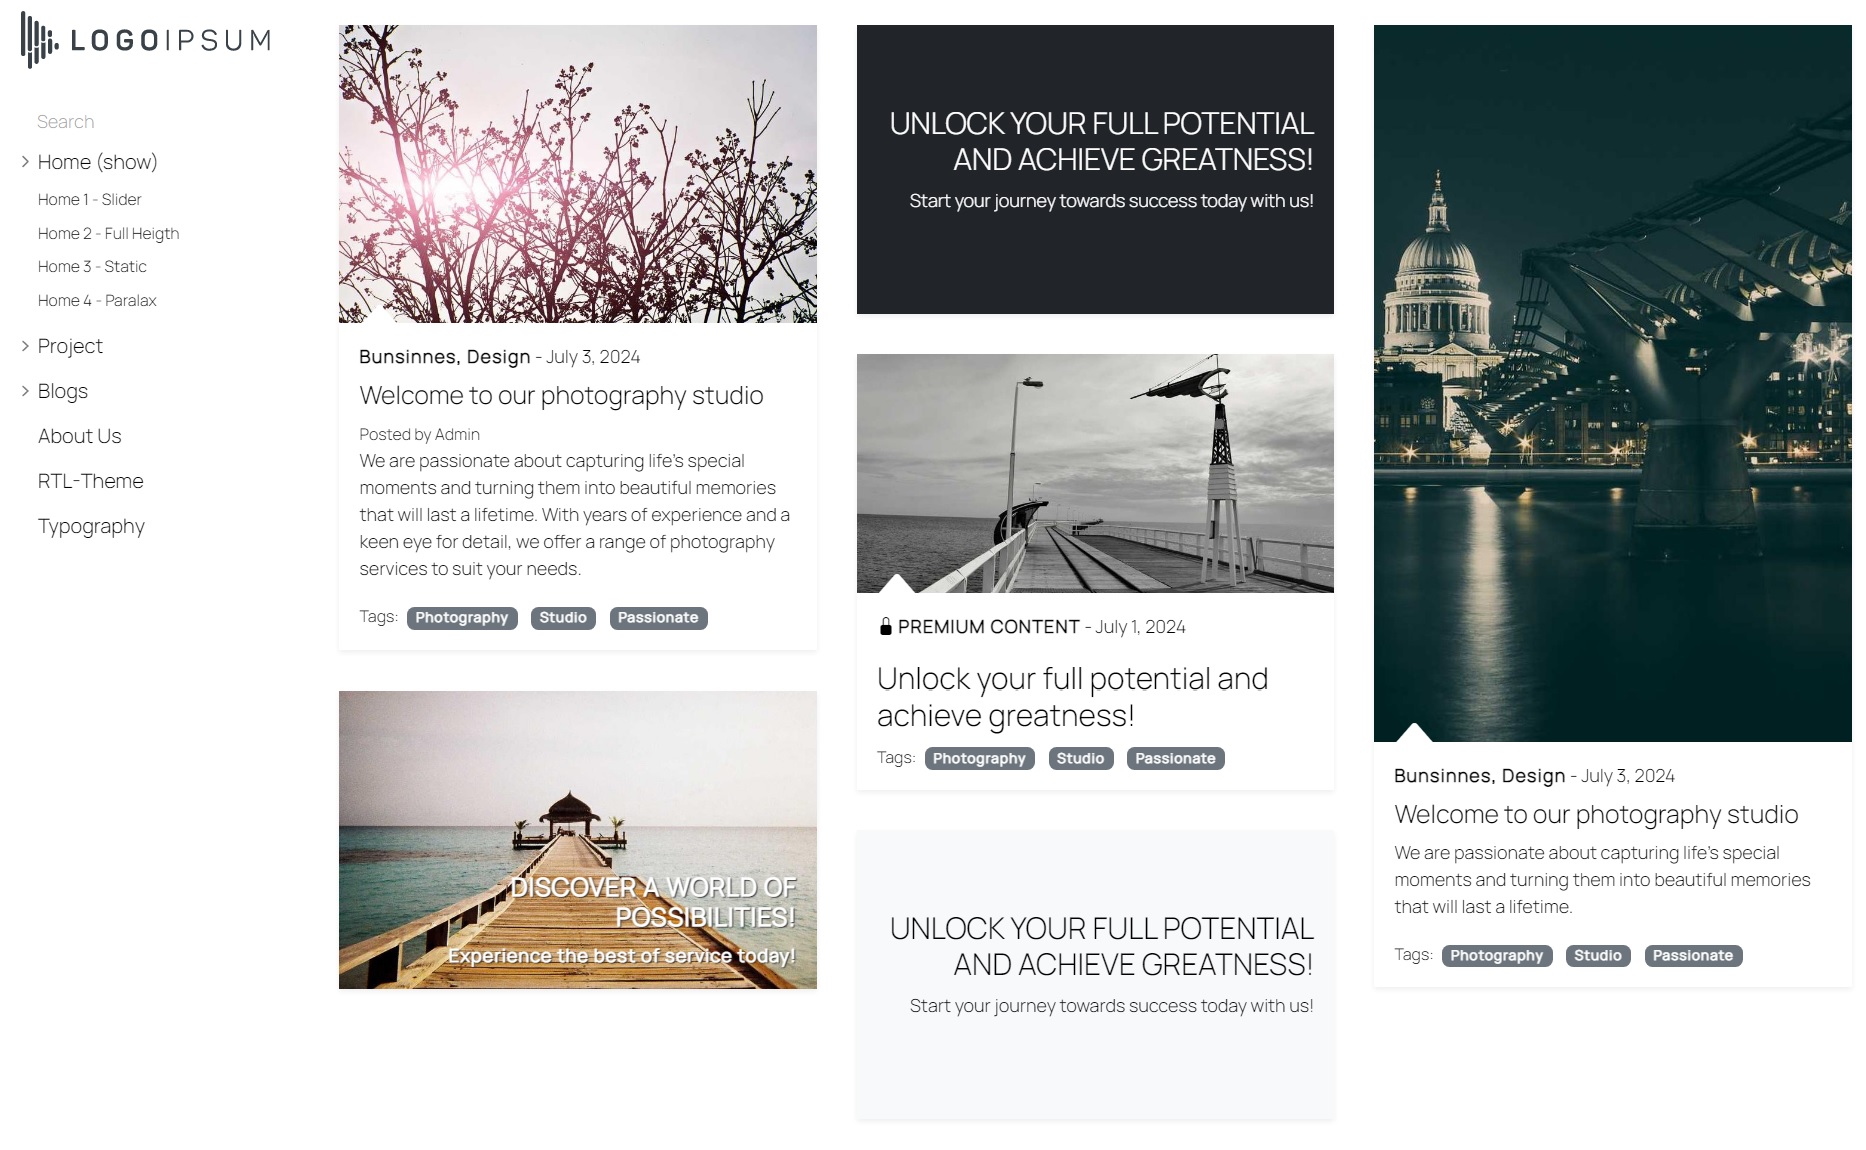 LOGOIPSUM
Search
Home (show)
Home 1 - Slider
Home 2 - Full Heigth
Home 3 - Static
Home 4 - Paralax
Project
Blogs
About Us
RTL-Theme
Typography
Bunsinnes, Design - July 3, 2024
Welcome to our photography studio
Posted by Admin
We are passionate about capturing life's special
moments and turning them into beautiful memories
that will last a lifetime. With years of experience and a
keen eye for detail, we offer a range of photography
services to suit your needs.
Tags: Photography Studio Passionate
DISCOVER A WORLD OF
POSSIBILITIES!
Experience the best of service today!
UNLOCK YOUR FULL POTENTIAL
AND ACHIEVE GREATNESS!
Start your journey towards success today with us!
PREMIUM CONTENT - July 1, 2024
Unlock your full potential and
achieve greatness!
Tags: Photography Studio Passionate
UNLOCK YOUR FULL POTENTIAL
AND ACHIEVE GREATNESS!
Start your journey towards success today with us!
Bunsinnes, Design - July 3, 2024
Welcome to our photography studio
We are passionate about capturing life's special
moments and turning them into beautiful memories
that will last a lifetime.
Tags: Photography Studio Passionate